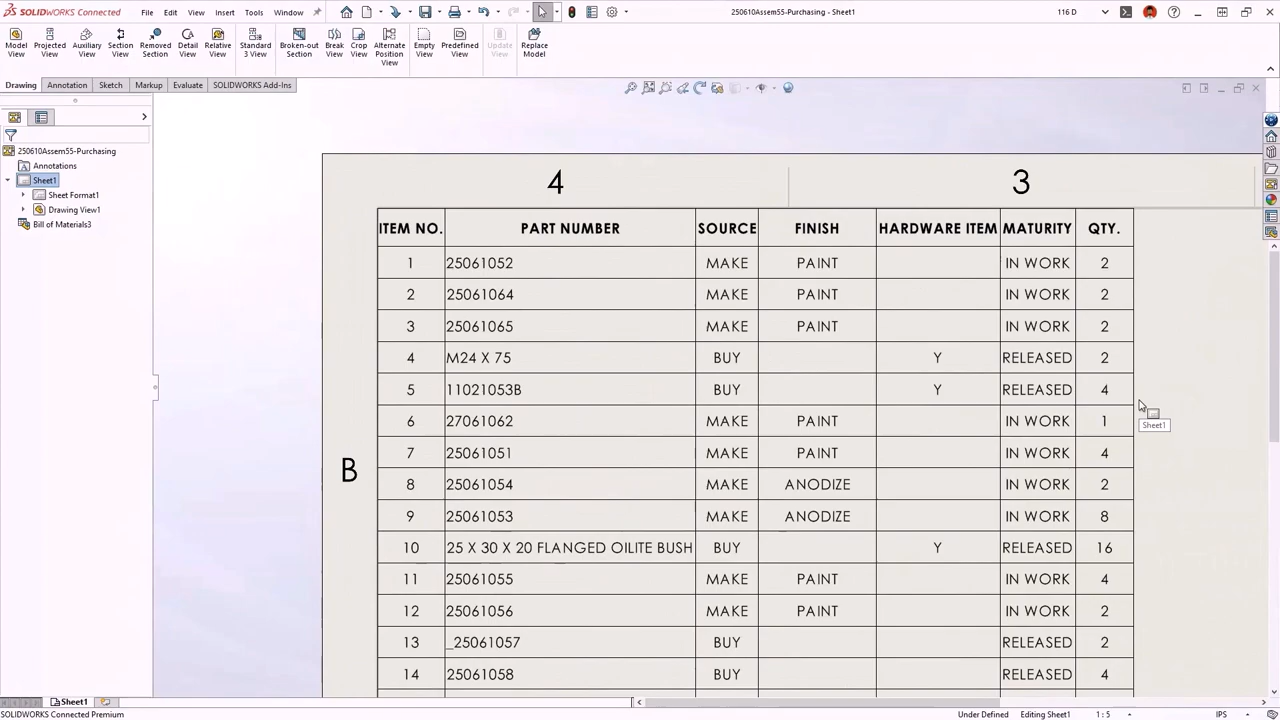 SOLIDWORKS Connected File Edit View Insert Tools Window 250610Assem55-Purchasing - Sheet1 116 D
Model View
Projected View
Auxiliary View
Section View
Removed Section
Detail View
Relative View
Standard 3 View
Broken-out Section
Break View
Crop View
Alternate Position View
Empty View
Predefined View
Update View
Replace Model
Drawing Annotation Sketch Markup Evaluate SOLIDWORKS Add-Ins
250610Assem55-Purchasing
Annotations
Sheet1
Sheet Format1
Drawing View1
Bill of Materials3
4 3
B
ITEM NO. PART NUMBER SOURCE FINISH HARDWARE ITEM MATURITY QTY.
1 25061052 MAKE PAINT IN WORK 2
2 25061064 MAKE PAINT IN WORK 2
3 25061065 MAKE PAINT IN WORK 2
4 M24 X 75 BUY Y RELEASED 2
5 11021053B BUY Y RELEASED 4
6 27061062 MAKE PAINT IN WORK 1
7 25061051 MAKE PAINT IN WORK 4
8 25061054 MAKE ANODIZE IN WORK 2
9 25061053 MAKE ANODIZE IN WORK 8
10 25 X 30 X 20 FLANGED OILITE BUSH BUY Y RELEASED 16
11 25061055 MAKE PAINT IN WORK 4
12 25061056 MAKE PAINT IN WORK 2
13 _25061057 BUY RELEASED 2
14 25061058 BUY RELEASED 4
Sheet1
Sheet1
SOLIDWORKS Connected Premium Under Defined Editing Sheet1 1 : 5 IPS